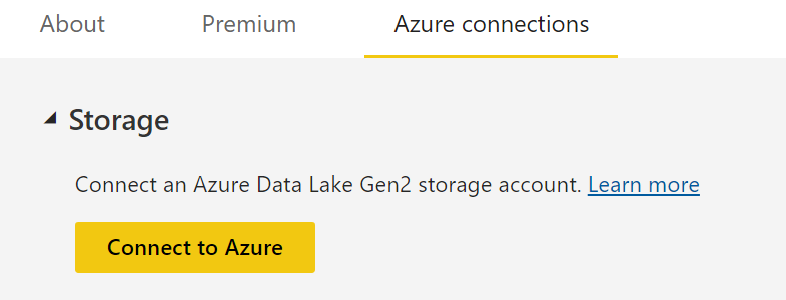 About Premium Azure connections
Storage
Connect an Azure Data Lake Gen2 storage account. Learn more
Connect to Azure